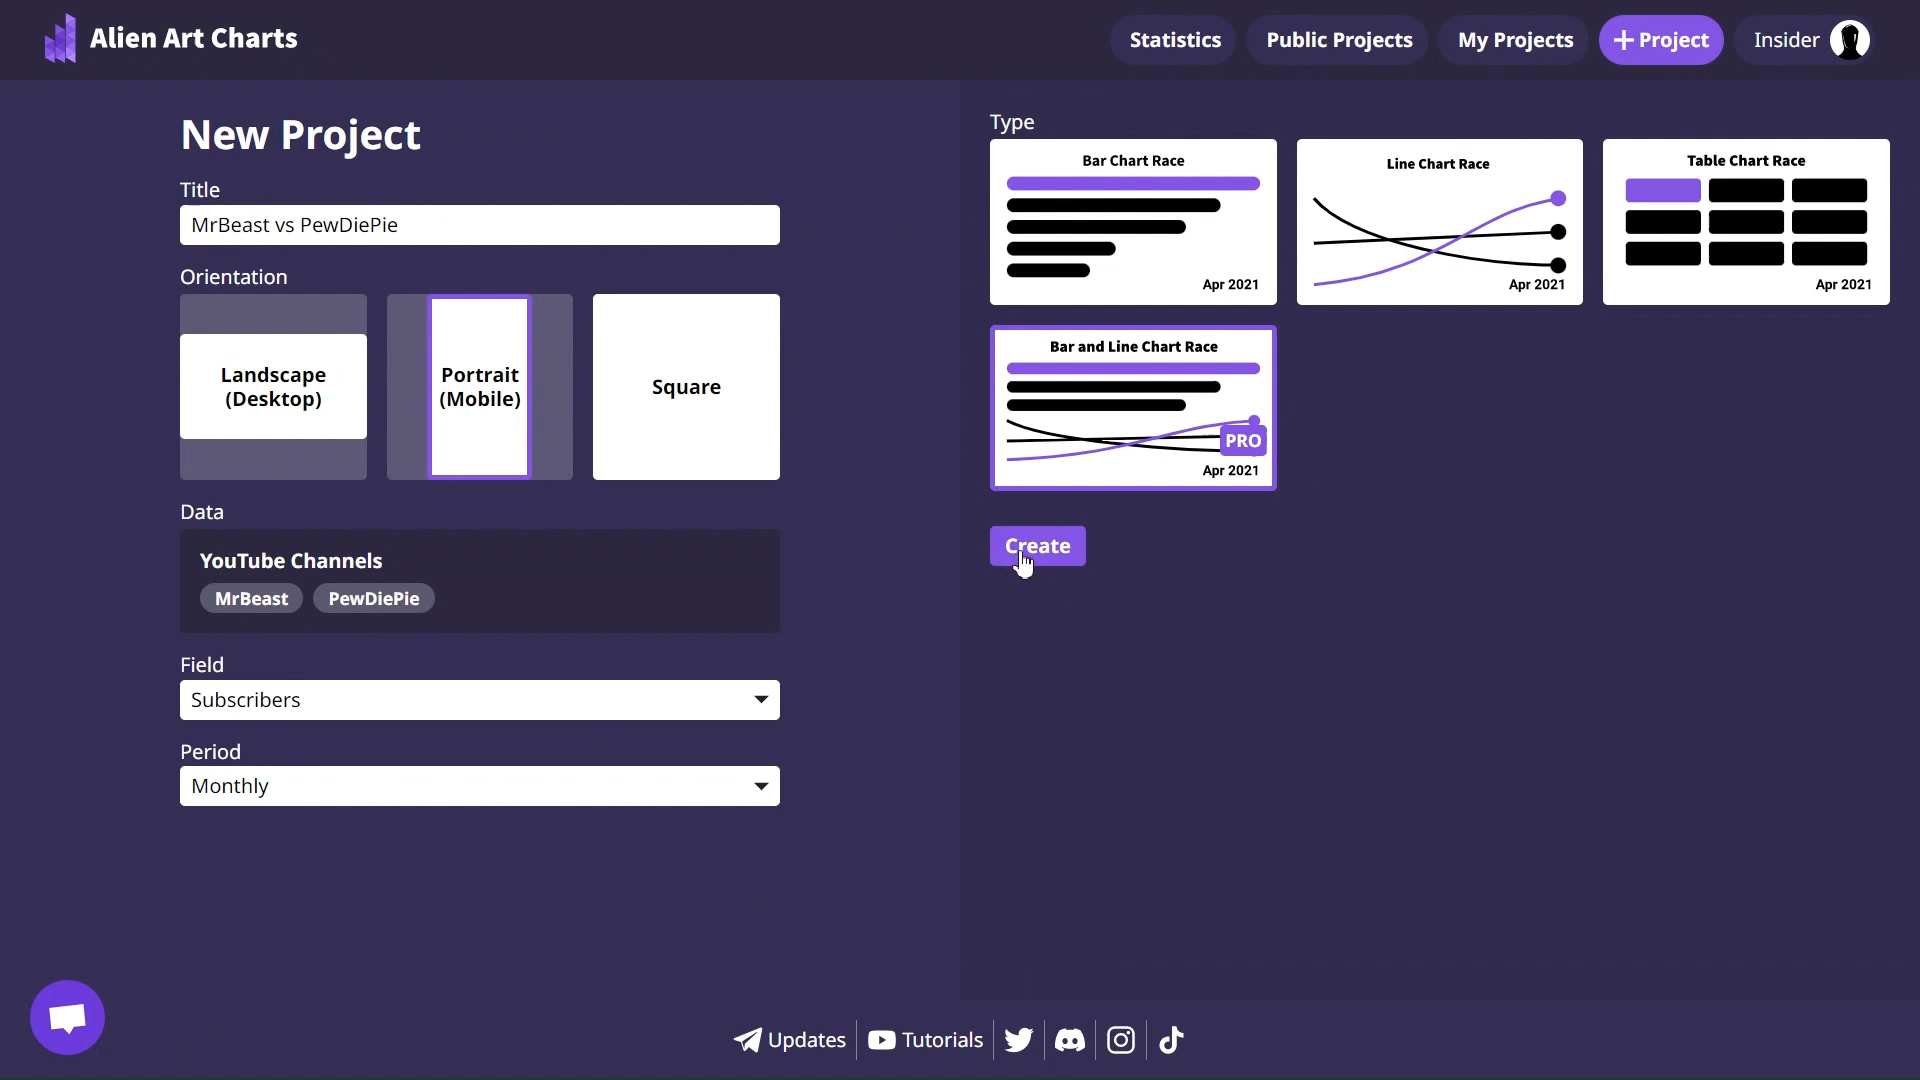 Alien Art Charts
Statistics
Public Projects
My Projects
+ Project
Insider
New Project
Title
MrBeast vs PewDiePie
Orientation
Landscape
(Desktop)
Portrait
(Mobile)
Square
Data
YouTube Channels
MrBeast PewDiePie
Field
Subscribers
Period
Monthly
Type
Bar Chart Race
Apr 2021
Line Chart Race
Apr 2021
Table Chart Race
Apr 2021
Bar and Line Chart Race
PRO
Apr 2021
Create
Updates
Tutorials